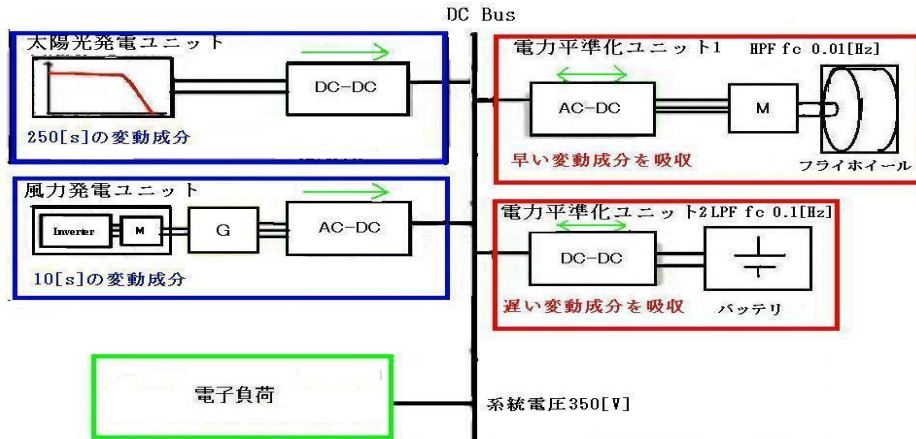 DC Bus
太陽光発電ユニット
DC-DC
250[s]の変動成分
風力発電ユニット
Inverter
M
G
AC-DC
10[s]の変動成分
電子負荷
電力平準化ユニット1 HPF fc 0.01[Hz]
AC-DC
M
フライホイール
早い変動成分を吸収
電力平準化ユニット2 LPF fc 0.1[Hz]
DC-DC
バッテリ
遅い変動成分を吸収
系統電圧350[V]